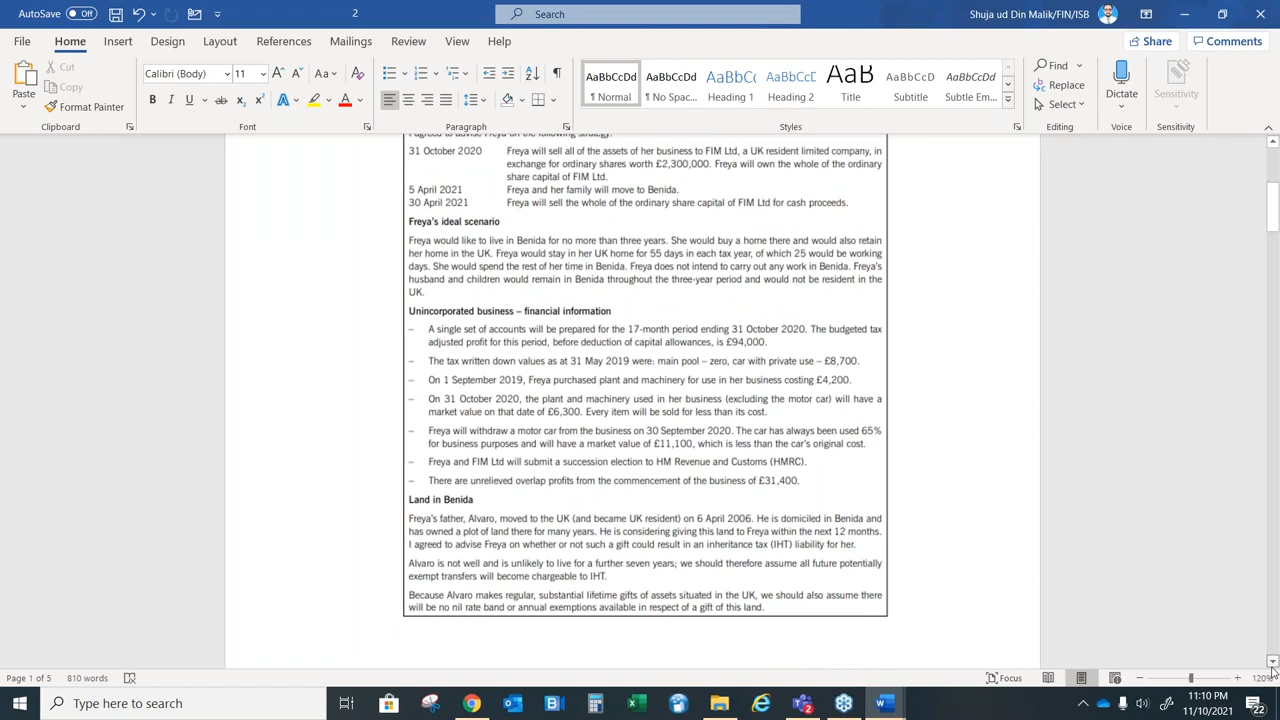 AutoSave Off 2 Search Shuja ud Din Malik/FIN/ISB
File Home Insert Design Layout References Mailings Review View Help Share Comments
Paste Cut Copy Format Painter
Calibri (Body) 11
AaBbCcDd AaBbCcDd AaBbCc AaBbCcDd AaB AaBbCcDd AaBbCcDd
¶ Normal ¶ No Spac... Heading 1 Heading 2 Title Subtitle Subtle Em...
Find Replace Select Dictate Sensitivity
Clipboard Font Paragraph Styles Editing Voice Sensitivity
I agreed to advise Freya on the following strategy:
31 October 2020 Freya will sell all of the assets of her business to FIM Ltd, a UK resident limited company, in
exchange for ordinary shares worth £2,300,000. Freya will own the whole of the ordinary
share capital of FIM Ltd.
5 April 2021 Freya and her family will move to Benida.
30 April 2021 Freya will sell the whole of the ordinary share capital of FIM Ltd for cash proceeds.
Freya's ideal scenario
Freya would like to live in Benida for no more than three years. She would buy a home there and would also retain
her home in the UK. Freya would stay in her UK home for 55 days in each tax year, of which 25 would be working
days. She would spend the rest of her time in Benida. Freya does not intend to carry out any work in Benida. Freya's
husband and children would remain in Benida throughout the three-year period and would not be resident in the
UK.
Unincorporated business – financial information
– A single set of accounts will be prepared for the 17-month period ending 31 October 2020. The budgeted tax
adjusted profit for this period, before deduction of capital allowances, is £94,000.
– The tax written down values as at 31 May 2019 were: main pool – zero, car with private use – £8,700.
– On 1 September 2019, Freya purchased plant and machinery for use in her business costing £4,200.
– On 31 October 2020, the plant and machinery used in her business (excluding the motor car) will have a
market value on that date of £6,300. Every item will be sold for less than its cost.
– Freya will withdraw a motor car from the business on 30 September 2020. The car has always been used 65%
for business purposes and will have a market value of £11,100, which is less than the car's original cost.
– Freya and FIM Ltd will submit a succession election to HM Revenue and Customs (HMRC).
– There are unrelieved overlap profits from the commencement of the business of £31,400.
Land in Benida
Freya's father, Alvaro, moved to the UK (and became UK resident) on 6 April 2006. He is domiciled in Benida and
has owned a plot of land there for many years. He is considering giving this land to Freya within the next 12 months.
I agreed to advise Freya on whether or not such a gift could result in an inheritance tax (IHT) liability for her.
Alvaro is not well and is unlikely to live for a further seven years; we should therefore assume all future potentially
exempt transfers will become chargeable to IHT.
Because Alvaro makes regular, substantial lifetime gifts of assets situated in the UK, we should also assume there
will be no nil rate band or annual exemptions available in respect of a gift of this land.
Page 1 of 5 810 words Focus 120%
Type here to search 11:10 PM
11/10/2021 22